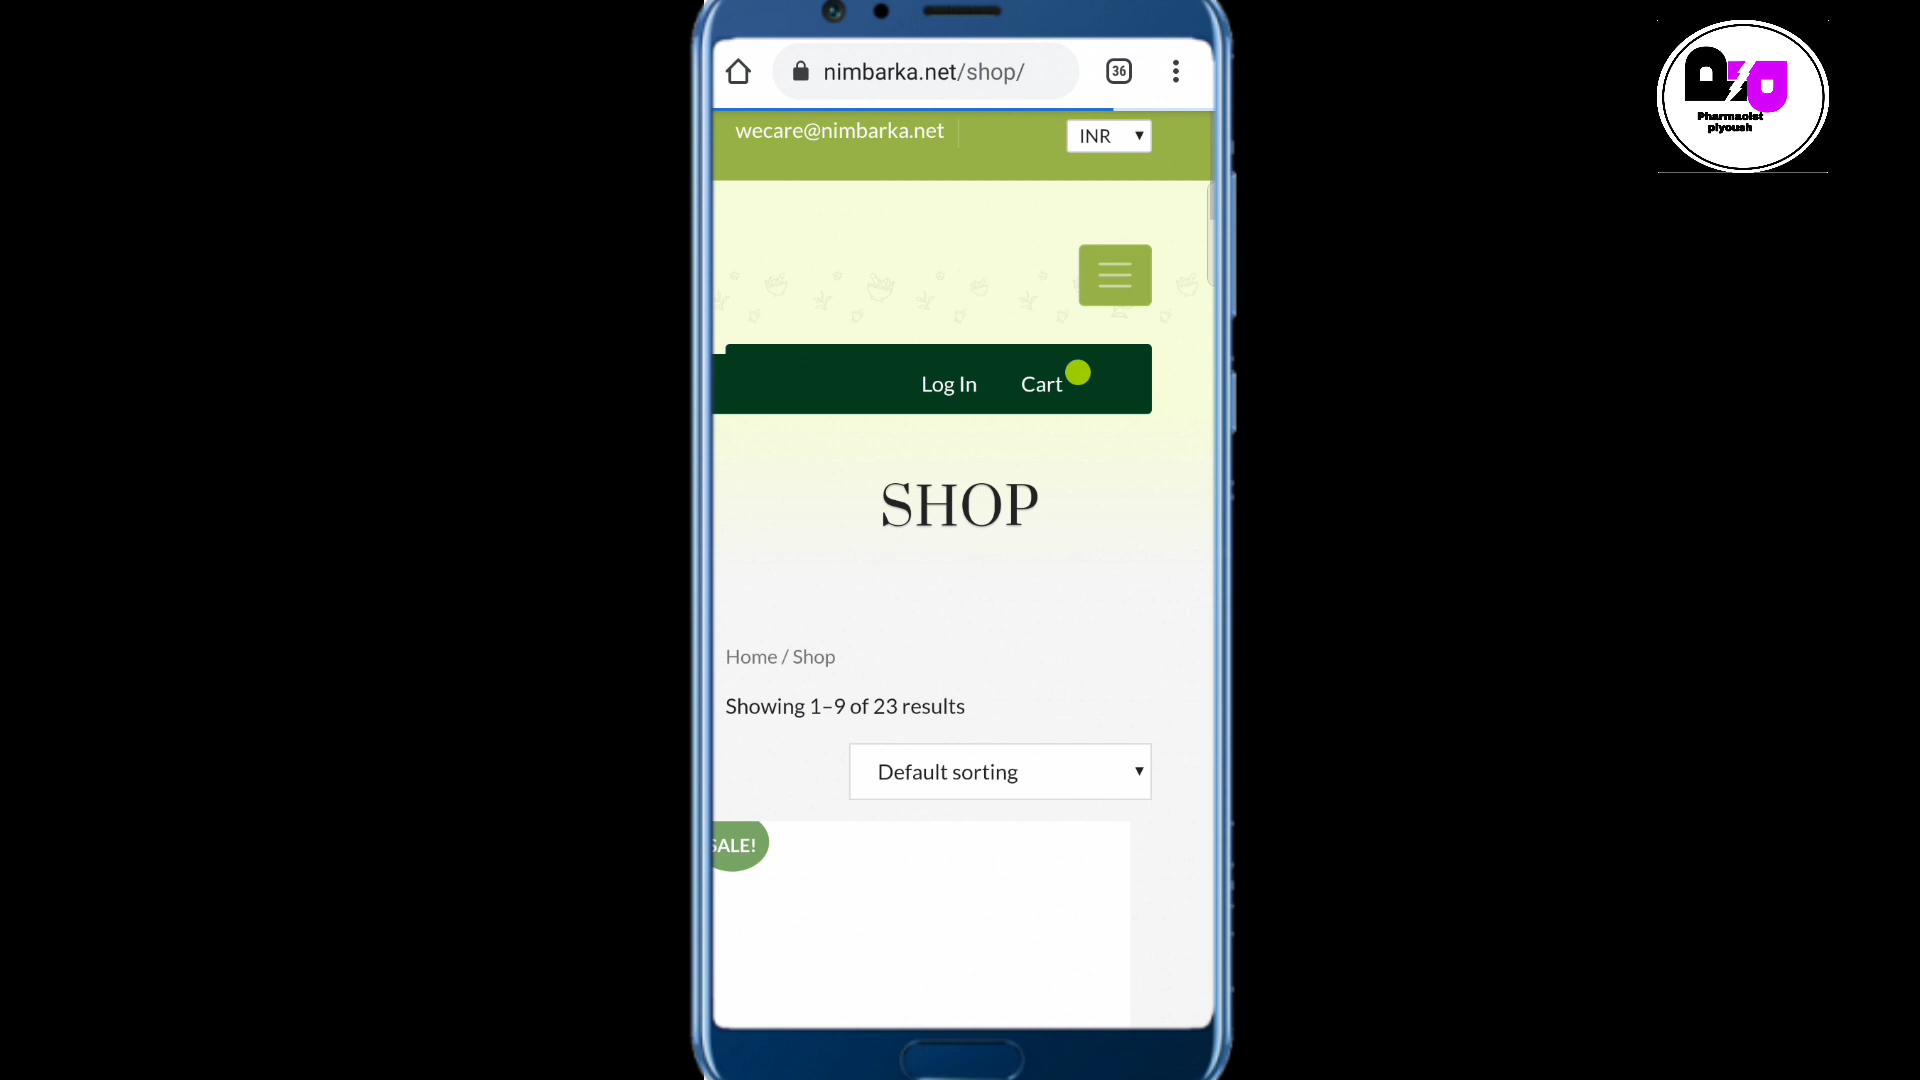 nimbarka.net/shop/
36
wecare@nimbarka.net
INR
Log In
Cart
SHOP
Home / Shop
Showing 1–9 of 23 results
Default sorting
SALE!
Pharmacist
piyoush